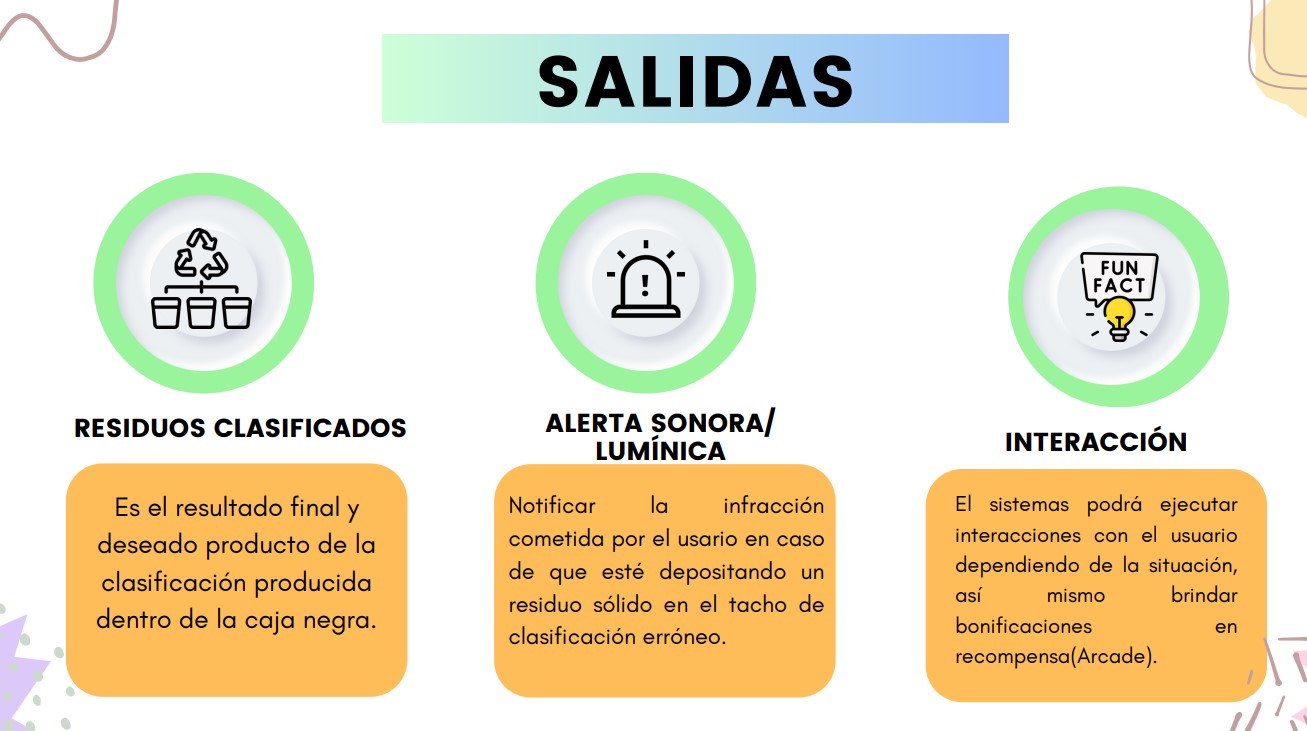 SALIDAS
!
FUN
FACT
RESIDUOS CLASIFICADOS
Es el resultado final y
deseado producto de la
clasificación producida
dentro de la caja negra.
ALERTA SONORA/
LUMÍNICA
Notificar la infracción
cometida por el usario en caso
de que esté depositando un
residuo sólido en el tacho de
clasificación erróneo.
INTERACCIÓN
El sistemas podrá ejecutar
interacciones con el usuario
dependiendo de la situación,
así mismo brindar
bonificaciones en
recompensa(Arcade).